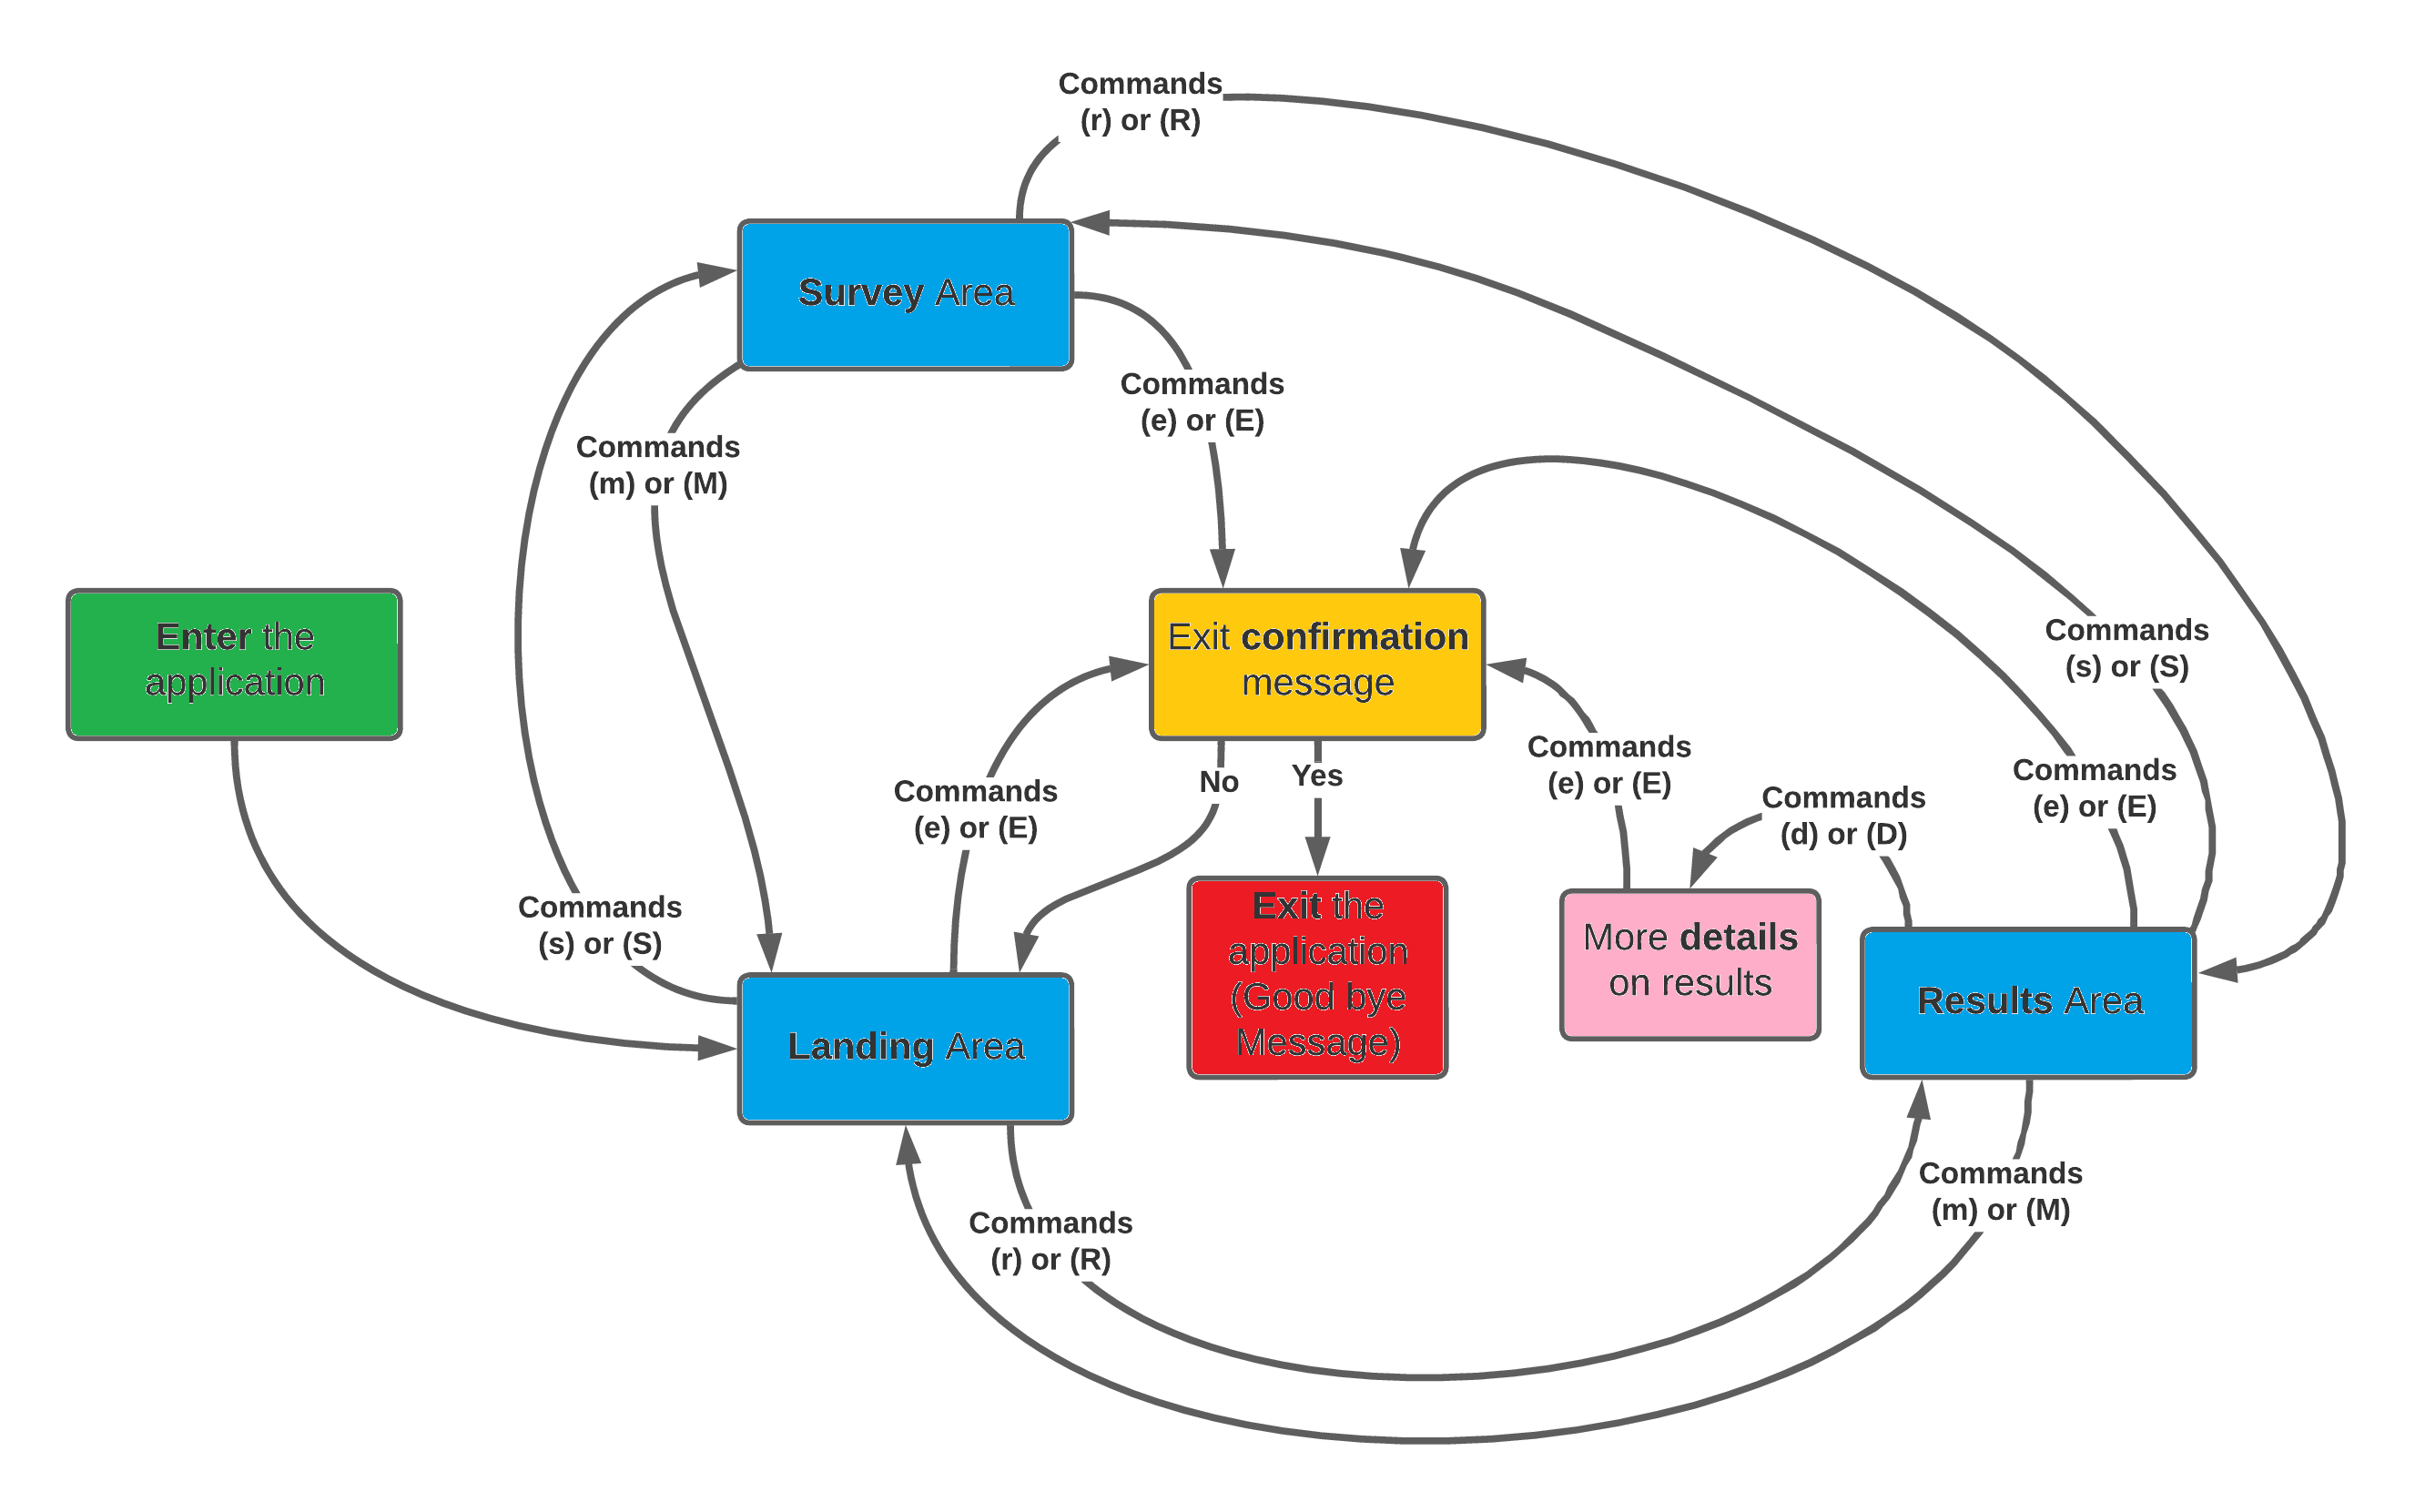 Commands
(r) or (R)
Survey Area
Commands
(e) or (E)
Commands
(m) or (M)
Enter the
application
Exit confirmation
message
Commands
(s) or (S)
Commands
(e) or (E)
No
Yes
Commands
(e) or (E)
Commands
(d) or (D)
Commands
(e) or (E)
Commands
(s) or (S)
Exit the
application
(Good bye
Message)
More details
on results
Results Area
Landing Area
Commands
(r) or (R)
Commands
(m) or (M)